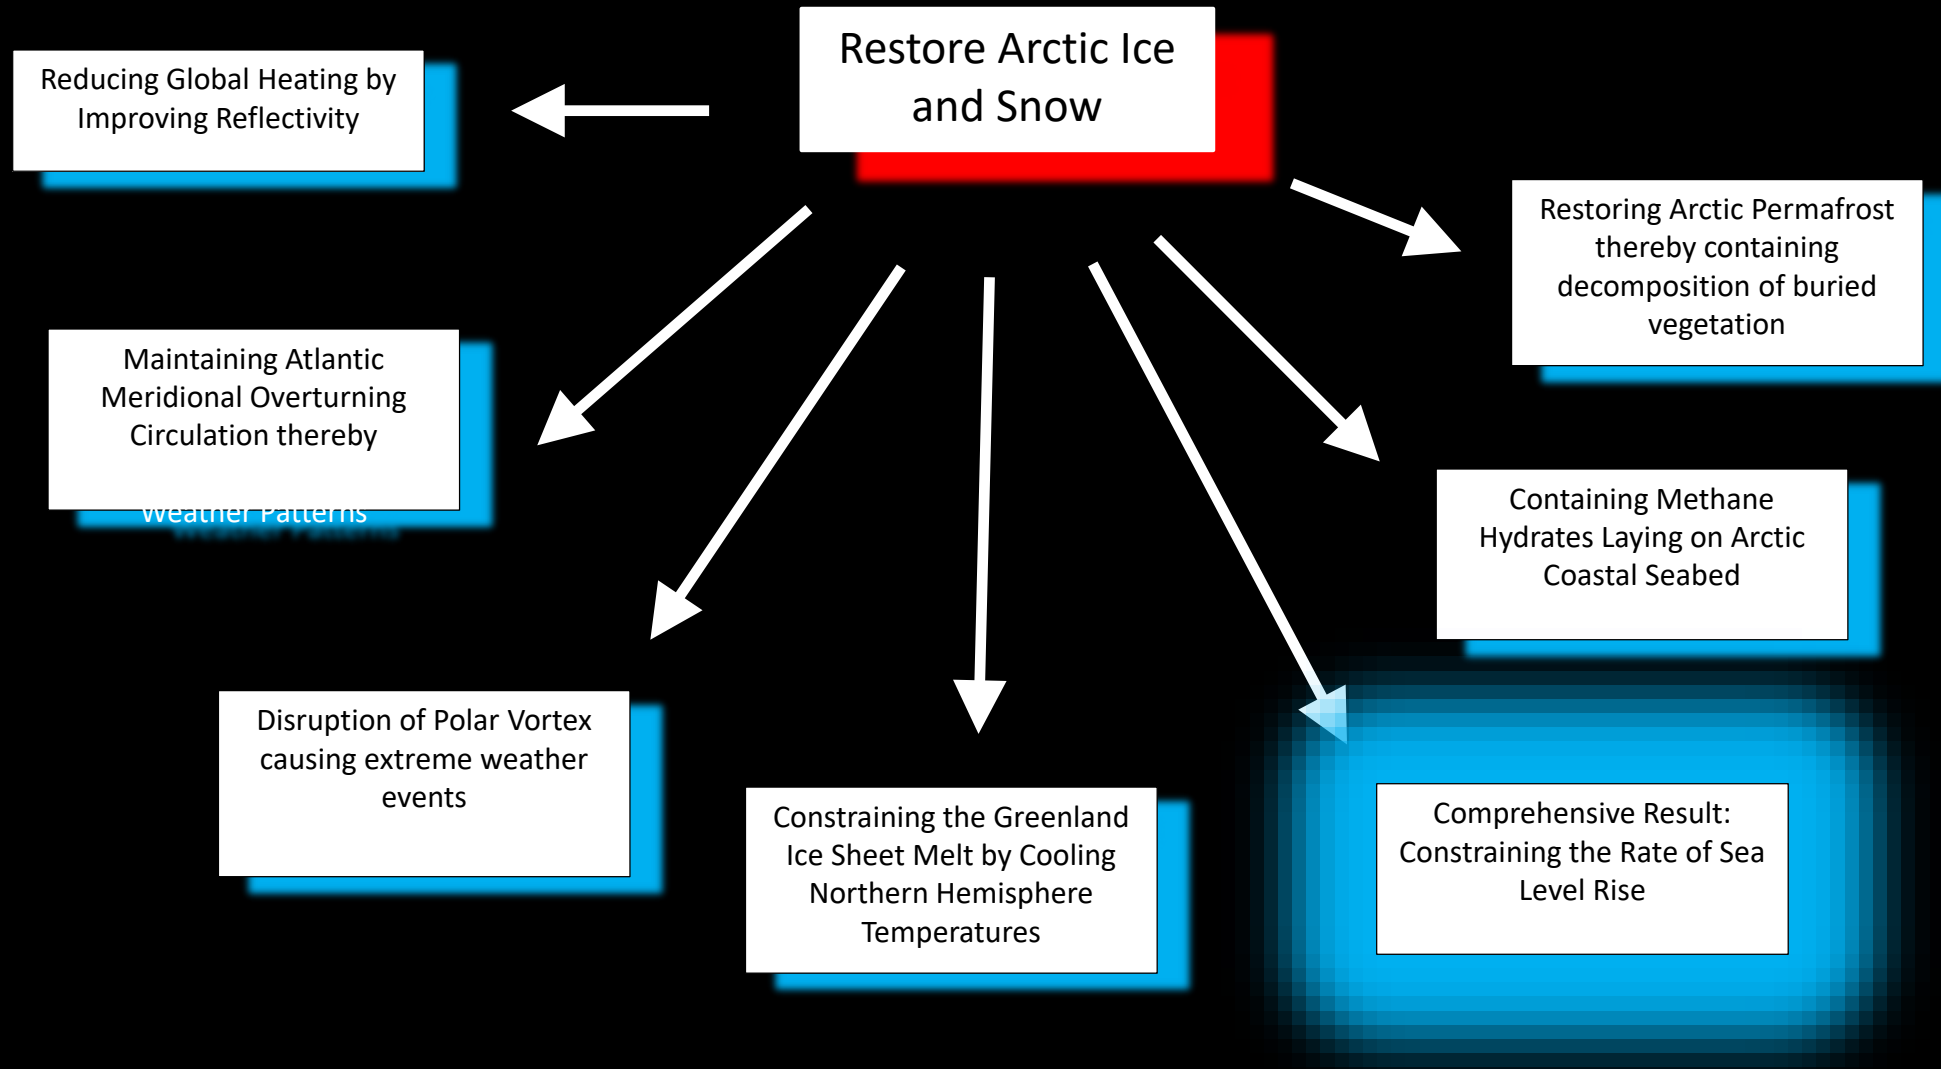 Restore Arctic Ice
and Snow
Reducing Global Heating by
Improving Reflectivity
Restoring Arctic Permafrost
thereby containing
decomposition of buried
vegetation
Maintaining Atlantic
Meridional Overturning
Circulation thereby
Weather Patterns
Containing Methane
Hydrates Laying on Arctic
Coastal Seabed
Disruption of Polar Vortex
causing extreme weather
events
Constraining the Greenland
Ice Sheet Melt by Cooling
Northern Hemisphere
Temperatures
Comprehensive Result:
Constraining the Rate of Sea
Level Rise